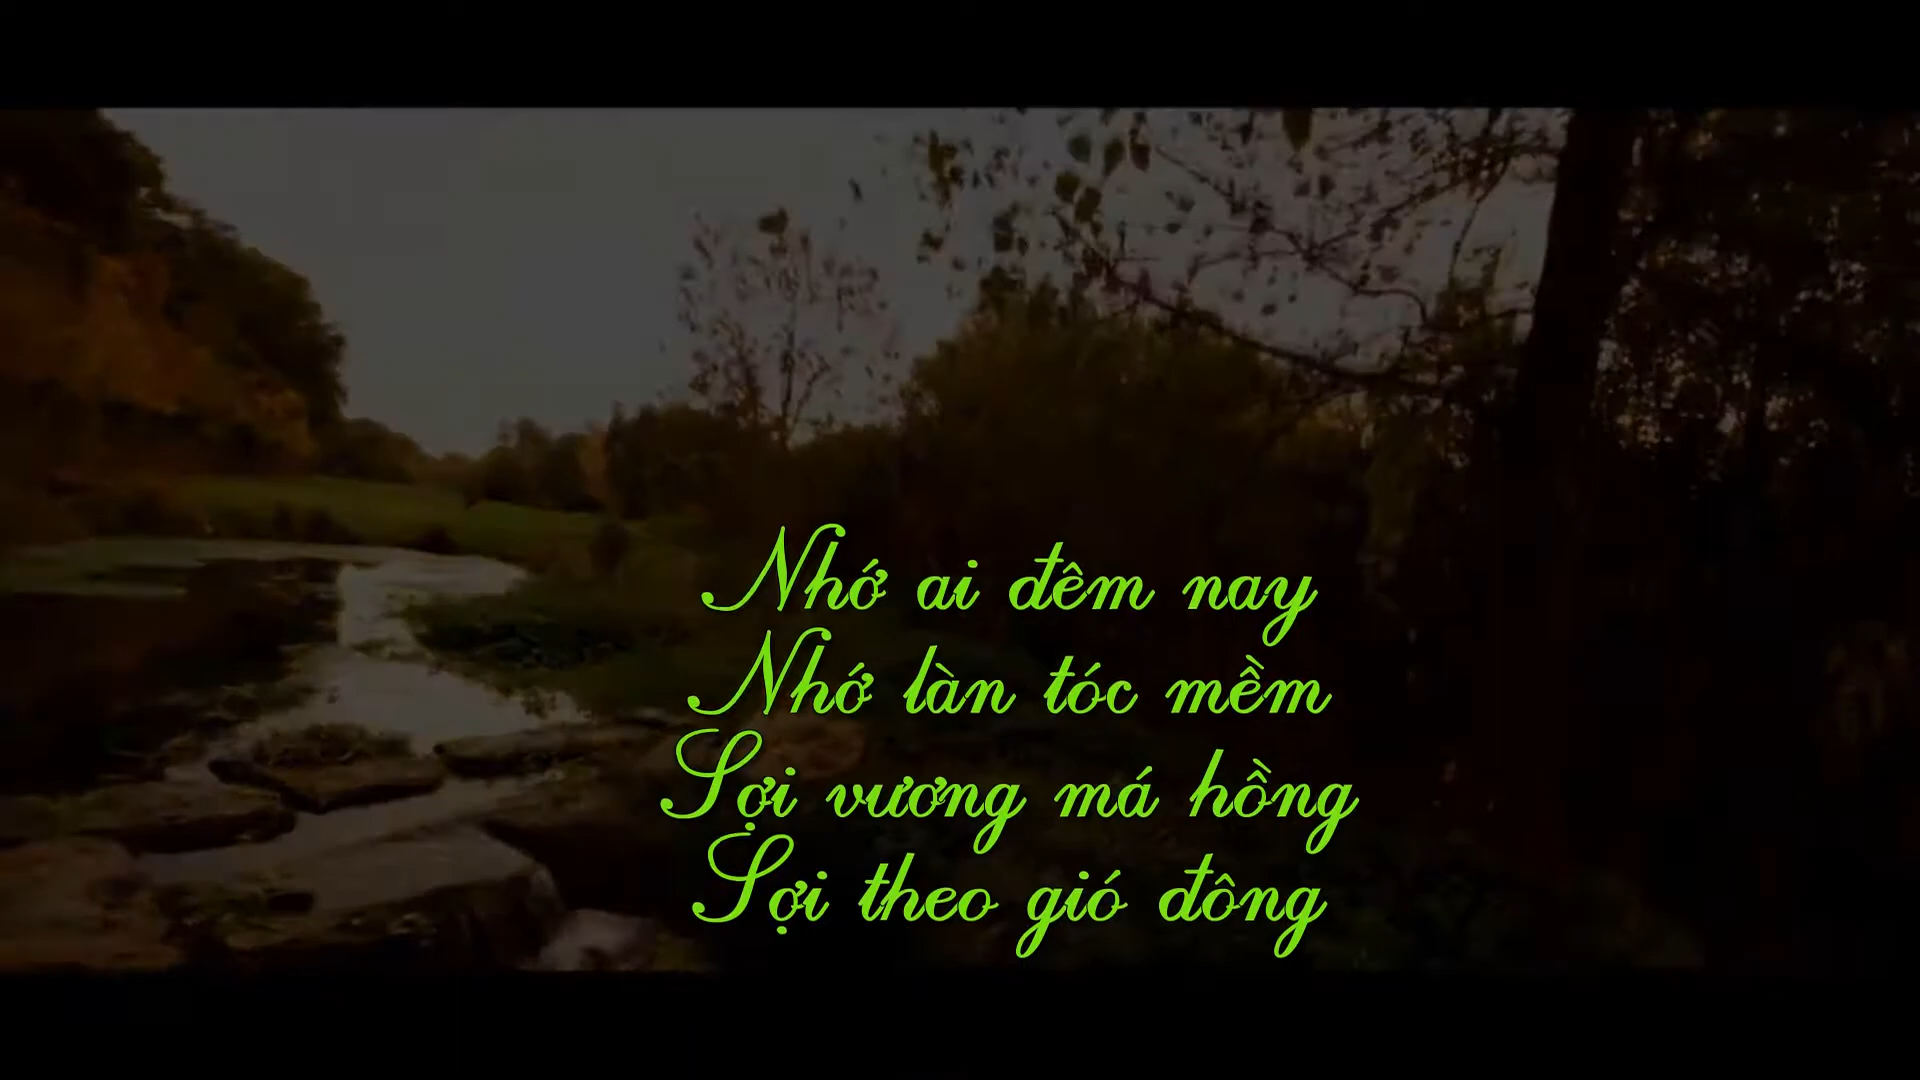 Nhớ ai đêm nay
Nhớ làn tóc mềm
Sợi vương má hồng
Sợi theo gió đông